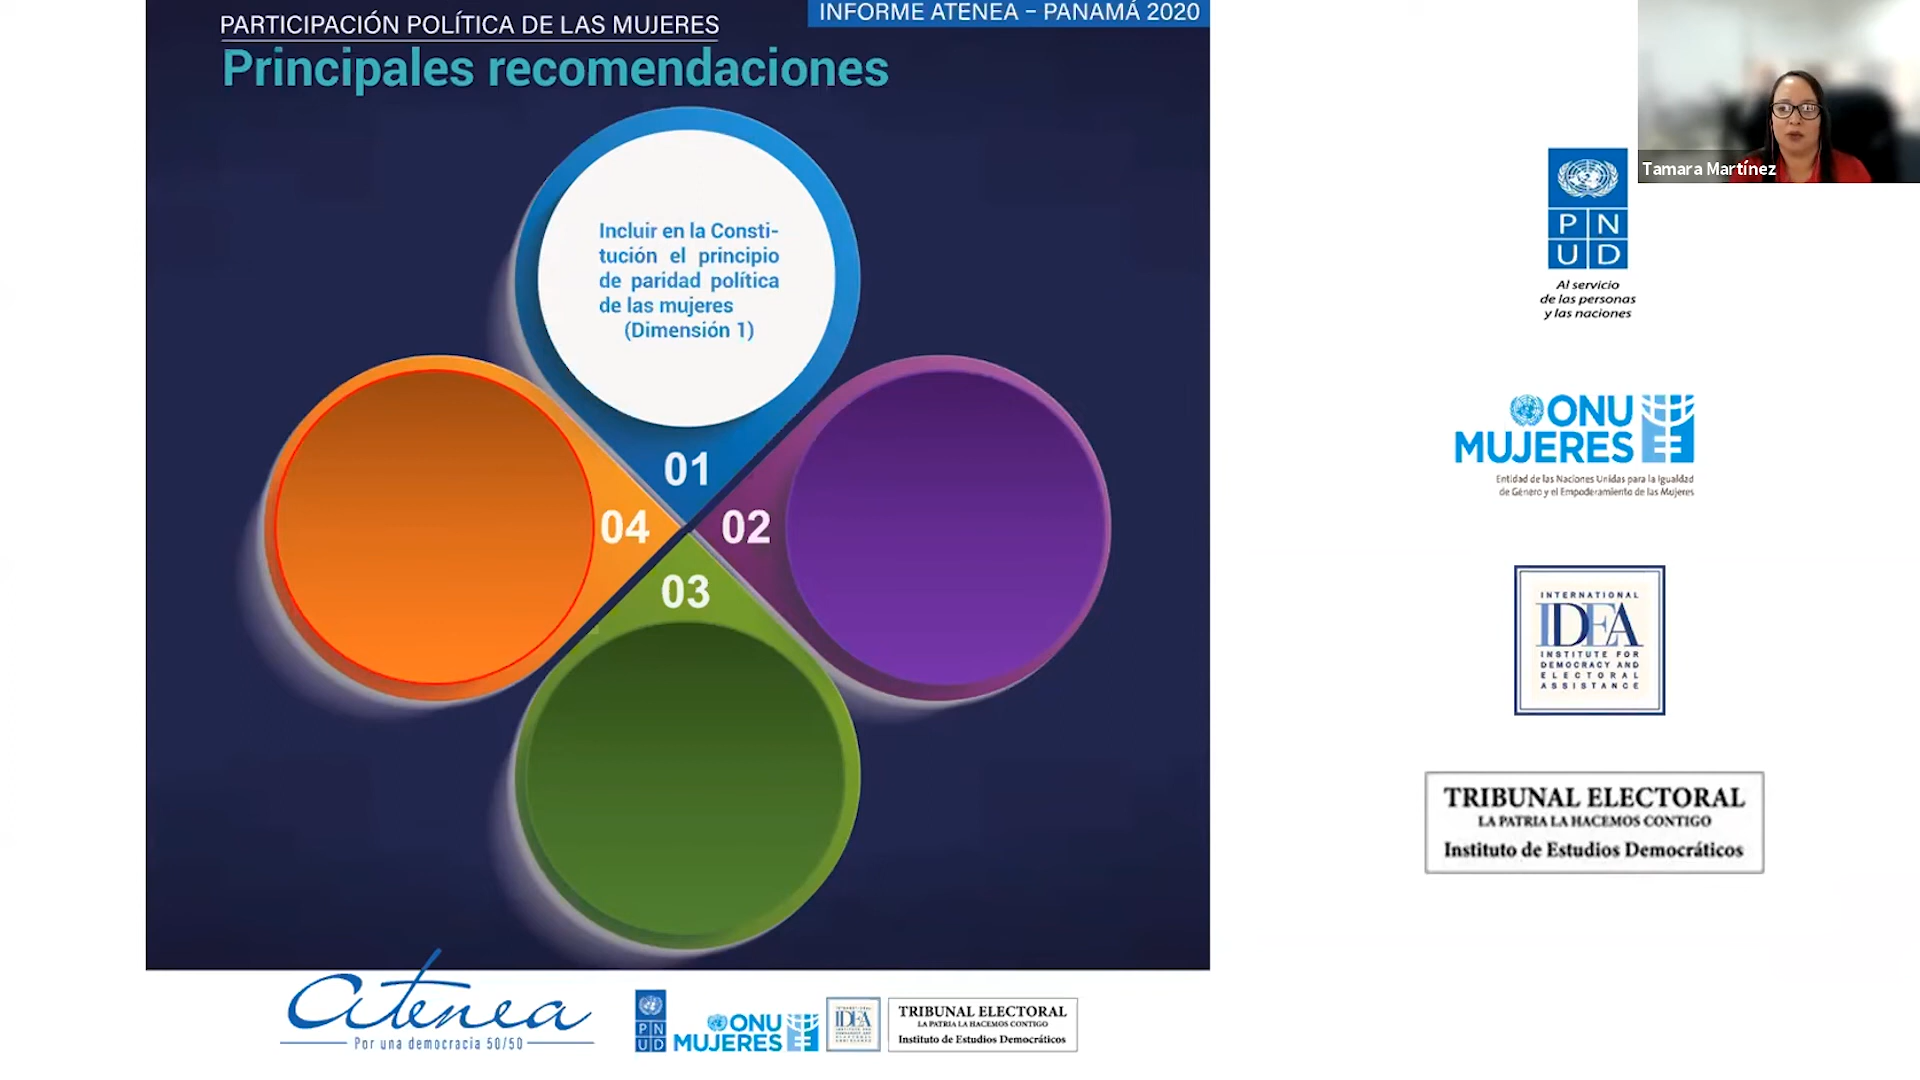 PARTICIPACIÓN POLÍTICA DE LAS MUJERES
INFORME ATENEA – PANAMÁ 2020
Principales recomendaciones
Incluir en la Consti-
tución el principio
de paridad política
de las mujeres
(Dimensión 1)
01
04
02
03
Tamara Martínez
P N
U D
Al servicio
de las personas
y las naciones
ONU
MUJERES
Entidad de las Naciones Unidas para la Igualdad
de Género y el Empoderamiento de las Mujeres
INTERNATIONAL
IDEA
INSTITUTE FOR
DEMOCRACY AND
ELECTORAL
ASSISTANCE
TRIBUNAL ELECTORAL
LA PATRIA LA HACEMOS CONTIGO
Instituto de Estudios Democráticos
atenea
Por una democracia 50/50
P N
U D
ONU
MUJERES
IDEA
TRIBUNAL ELECTORAL
LA PATRIA LA HACEMOS CONTIGO
Instituto de Estudios Democráticos